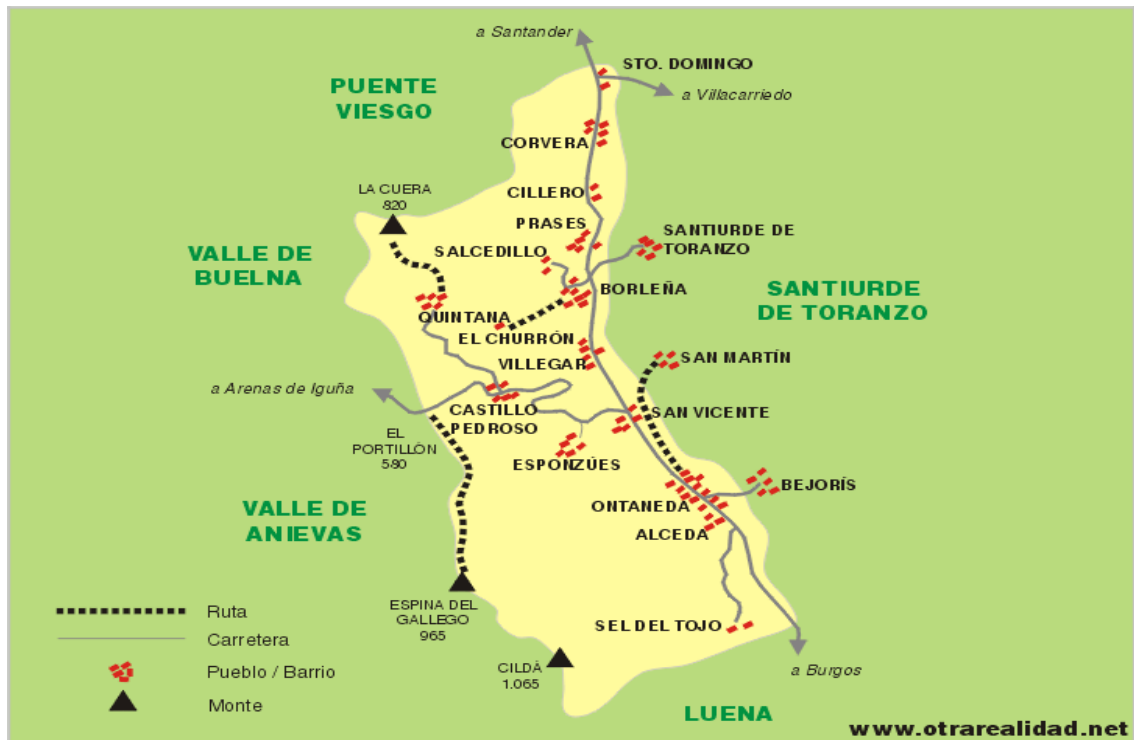 a Santander
STO. DOMINGO
PUENTE
VIESGO
a Villacarriedo
CORVERA
LA CUERA
820
CILLERO
PRASES
SANTIURDE DE
TORANZO
VALLE DE
BUELNA
SALCEDILLO
SANTIURDE
DE TORANZO
BORLEÑA
QUINTANA
EL CHURRÓN
VILLEGAR
SAN MARTÍN
a Arenas de Iguña
CASTILLO
PEDROSO
SAN VICENTE
EL
PORTILLÓN
580
ESPONZÚES
BEJORÍS
VALLE DE
ANIEVAS
ONTANEDA
ALCEDA
ESPINA DEL
GALLEGO
965
SEL DEL TOJO
CILDÀ
1.065
a Burgos
LUENA
Ruta
Carretera
Pueblo / Barrio
Monte
www.otrarealidad.net